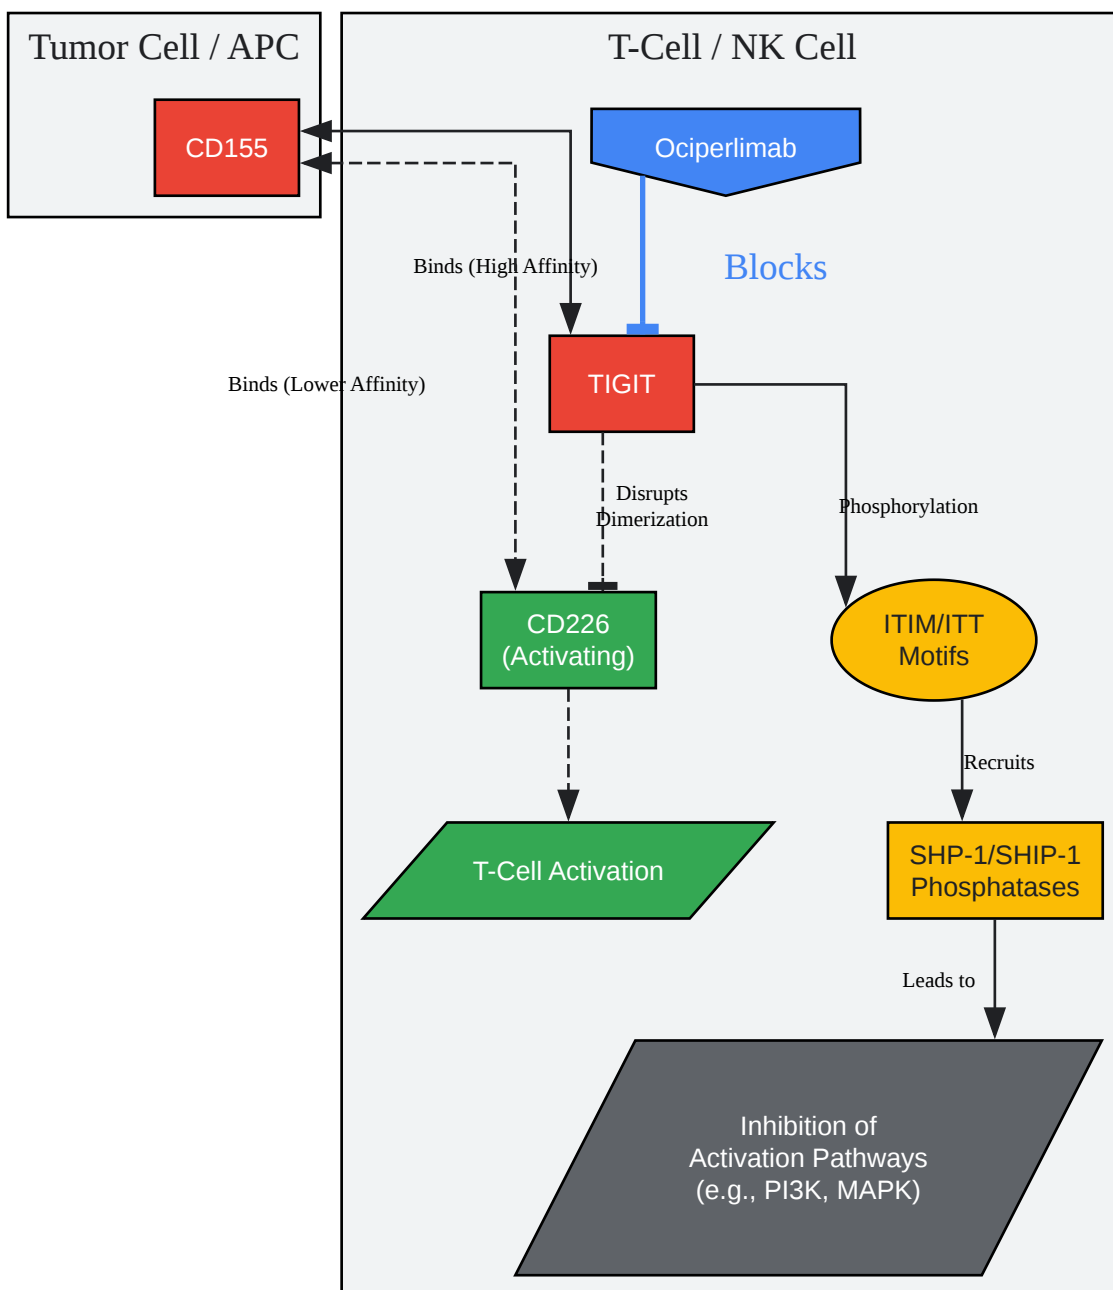 Tumor Cell / APC
T-Cell / NK Cell
CD155
Ociperlimab
Binds (High Affinity)
Blocks
Binds (Lower Affinity)
TIGIT
Disrupts
Dimerization
Phosphorylation
CD226
(Activating)
ITIM/ITT
Motifs
Recruits
T-Cell Activation
SHP-1/SHIP-1
Phosphatases
Leads to
Inhibition of
Activation Pathways
(e.g., PI3K, MAPK)